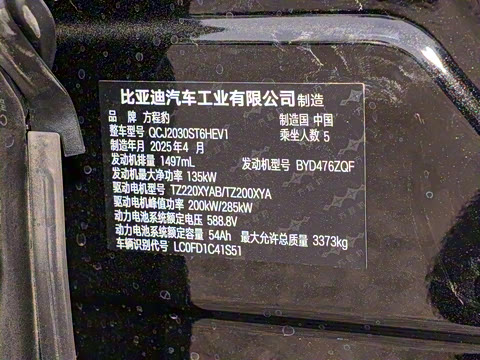 比亚迪汽车工业有限公司制造
品 牌 方程豹 制造国 中国
整车型号 QCJ2030ST6HEV1 乘坐人数 5
制造年月 2025年4 月
发动机排量 1497mL 发动机型号 BYD476ZQF
发动机最大净功率 135kW
驱动电机型号 TZ220XYAB/TZ200XYA
驱动电机峰值功率 200kW/285kW
动力电池系统额定电压 588.8V
动力电池系统额定容量 54Ah 最大允许总质量 3373kg
车辆识别代号 LC0FD1C41S51